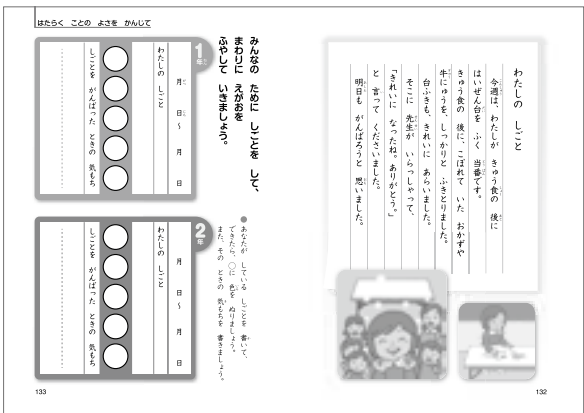 はたらく ことの よさを かんじて
わたしの しごと
今週は、わたしが きゅう食の 後に
はいぜん台を ふく 当番です。
きゅう食の 後に、こぼれて いた おかずや
牛にゅうを、しっかりと ふきとりました。
台ふきも、きれいに あらいました。
そこに 先生が いらっしゃって、
「きれいに なったね。ありがとう。」
と 言って くださいました。
明日も がんばろうと 思いました。
132
みんなの ために しごとを して、
まわりに えがおを
ふやして いきましょう。
●あなたが して いる しごとを 書いて、
できたら、○に 色を ぬりましょう。
また、その ときの 気もちを 書きましょう。
1年
月 日 〜 月 日
わたしの しごと
しごとを がんばった ときの 気もち
2年
月 日 〜 月 日
わたしの しごと
しごとを がんばった ときの 気もち
133